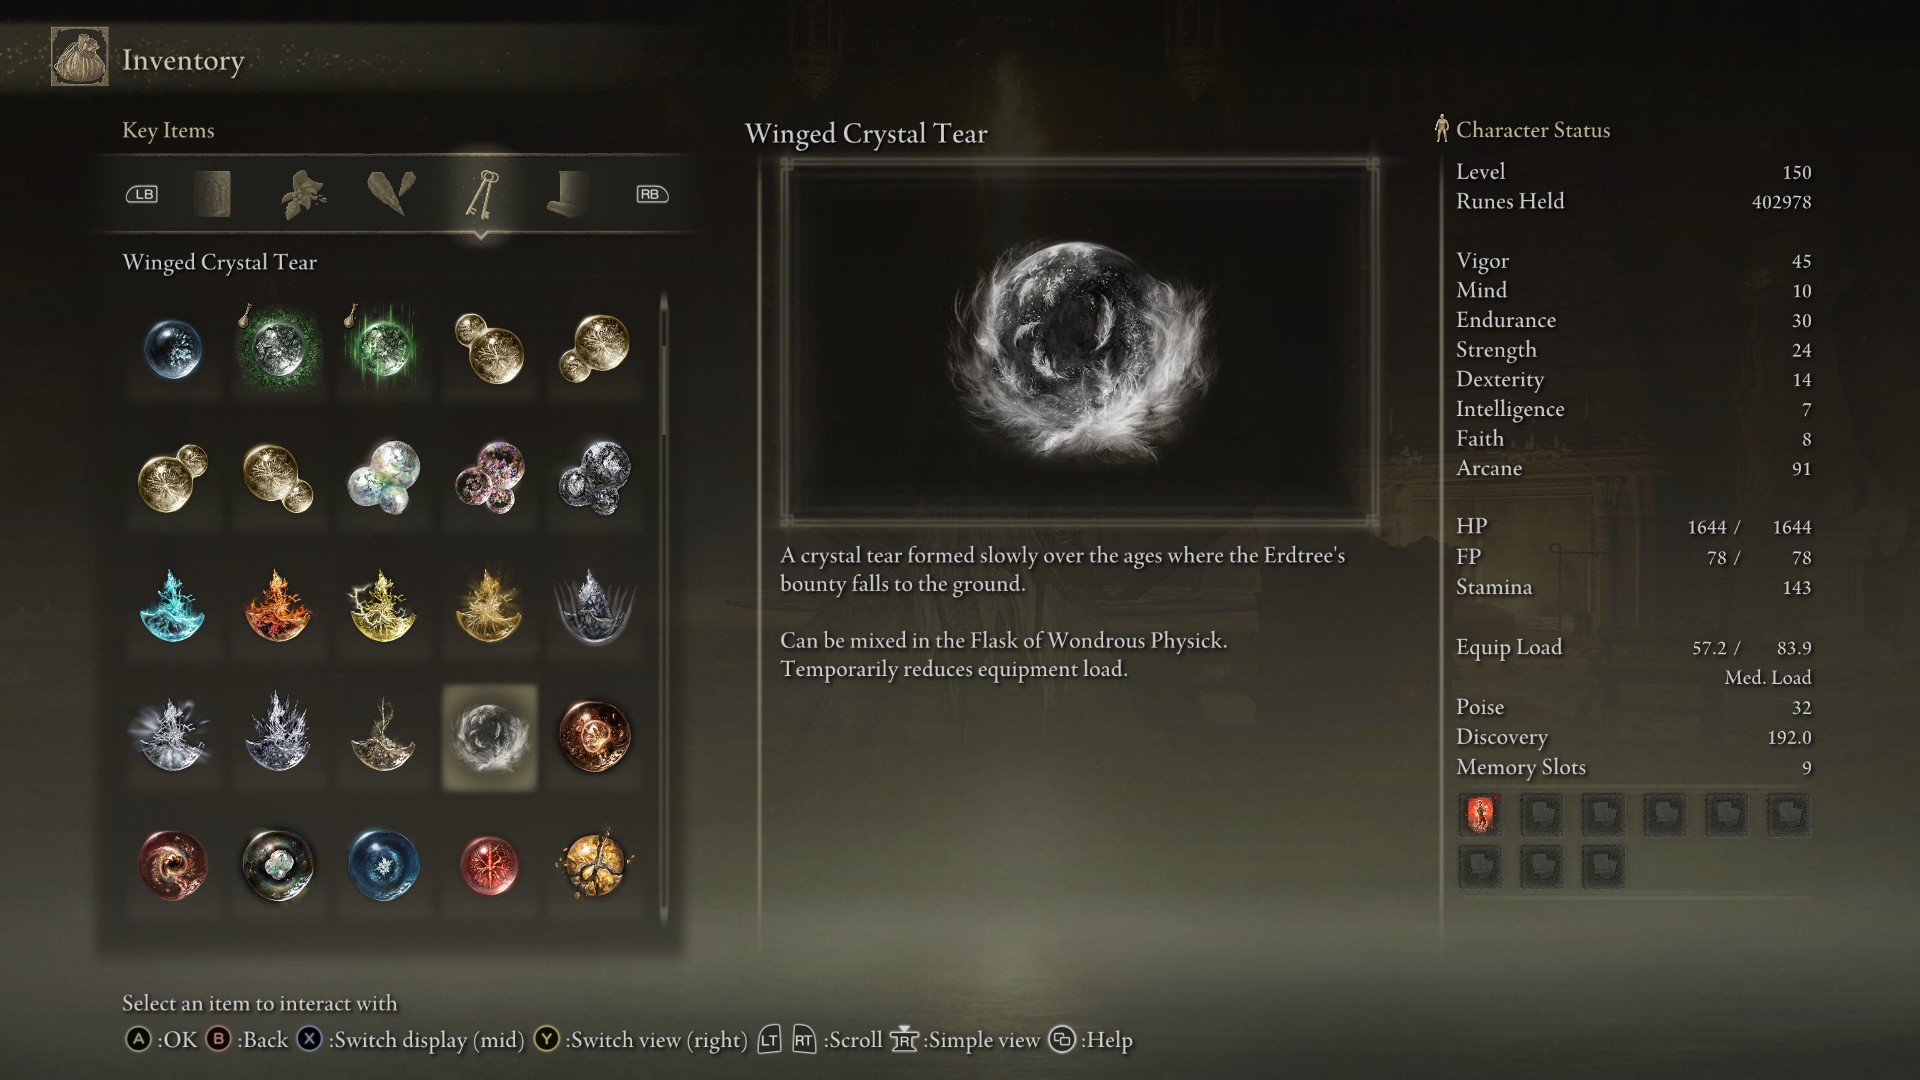 Inventory
Key Items
LB
RB
Winged Crystal Tear
Winged Crystal Tear
A crystal tear formed slowly over the ages where the Erdtree's
bounty falls to the ground.
Can be mixed in the Flask of Wondrous Physick.
Temporarily reduces equipment load.
Character Status
Level 150
Runes Held 402978
Vigor 45
Mind 10
Endurance 30
Strength 24
Dexterity 14
Intelligence 7
Faith 8
Arcane 91
HP 1644 / 1644
FP 78 / 78
Stamina 143
Equip Load 57.2 / 83.9
Med. Load
Poise 32
Discovery 192.0
Memory Slots 9
Select an item to interact with
A :OK B :Back X :Switch display (mid) Y :Switch view (right) LT RT :Scroll R :Simple view :Help